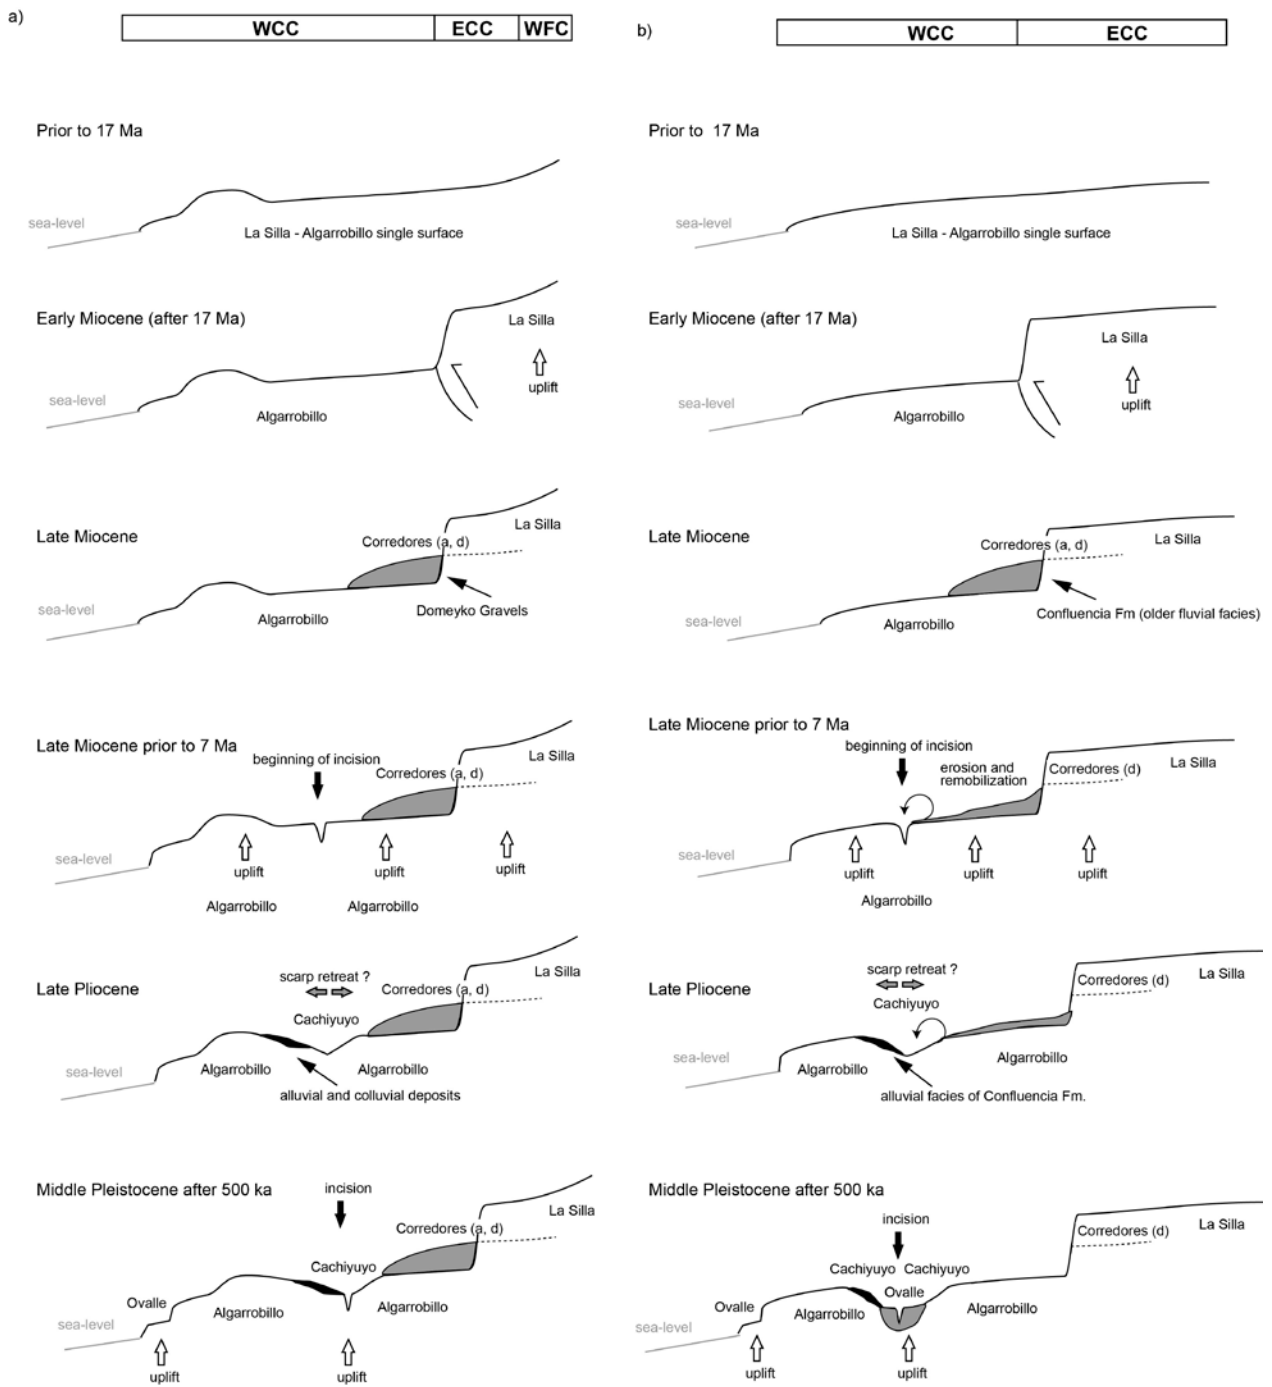 a)
WCC ECC WFC
Prior to 17 Ma
sea-level
La Silla - Algarrobillo single surface
Early Miocene (after 17 Ma)
La Silla
uplift
sea-level
Algarrobillo
Late Miocene
La Silla
Corredores (a, d)
Domeyko Gravels
sea-level
Algarrobillo
Late Miocene prior to 7 Ma
beginning of incision
La Silla
Corredores (a, d)
sea-level
uplift uplift uplift
Algarrobillo Algarrobillo
Late Pliocene
scarp retreat ?
La Silla
Corredores (a, d)
Cachiyuyo
sea-level
Algarrobillo Algarrobillo
alluvial and colluvial deposits
Middle Pleistocene after 500 ka
incision
La Silla
Corredores (a, d)
Cachiyuyo
Ovalle
Algarrobillo Algarrobillo
sea-level
uplift uplift
b)
WCC ECC
Prior to 17 Ma
sea-level
La Silla - Algarrobillo single surface
Early Miocene (after 17 Ma)
La Silla
uplift
sea-level
Algarrobillo
Late Miocene
La Silla
Corredores (a, d)
Confluencia Fm (older fluvial facies)
sea-level
Algarrobillo
Late Miocene prior to 7 Ma
beginning of incision
erosion and
remobilization
Corredores (d)
La Silla
sea-level
uplift uplift uplift
Algarrobillo
Late Pliocene
scarp retreat ?
Cachiyuyo
Corredores (d)
La Silla
sea-level
Algarrobillo Algarrobillo
alluvial facies of Confluencia Fm.
Middle Pleistocene after 500 ka
incision
Corredores (d)
La Silla
Cachiyuyo Cachiyuyo
Ovalle
Ovalle
Algarrobillo Algarrobillo
sea-level
uplift uplift